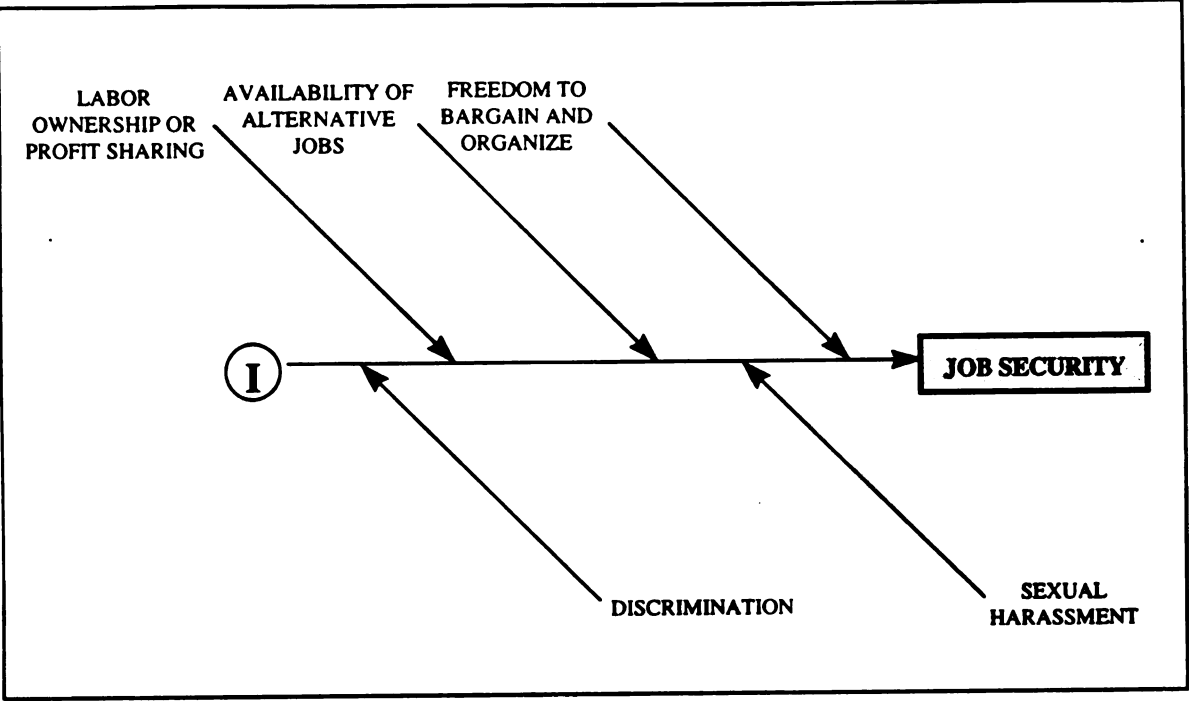 LABOR
OWNERSHIP OR
PROFIT SHARING
AVAILABILITY OF
ALTERNATIVE
JOBS
FREEDOM TO
BARGAIN AND
ORGANIZE
I
JOB SECURITY
DISCRIMINATION
SEXUAL
HARASSMENT